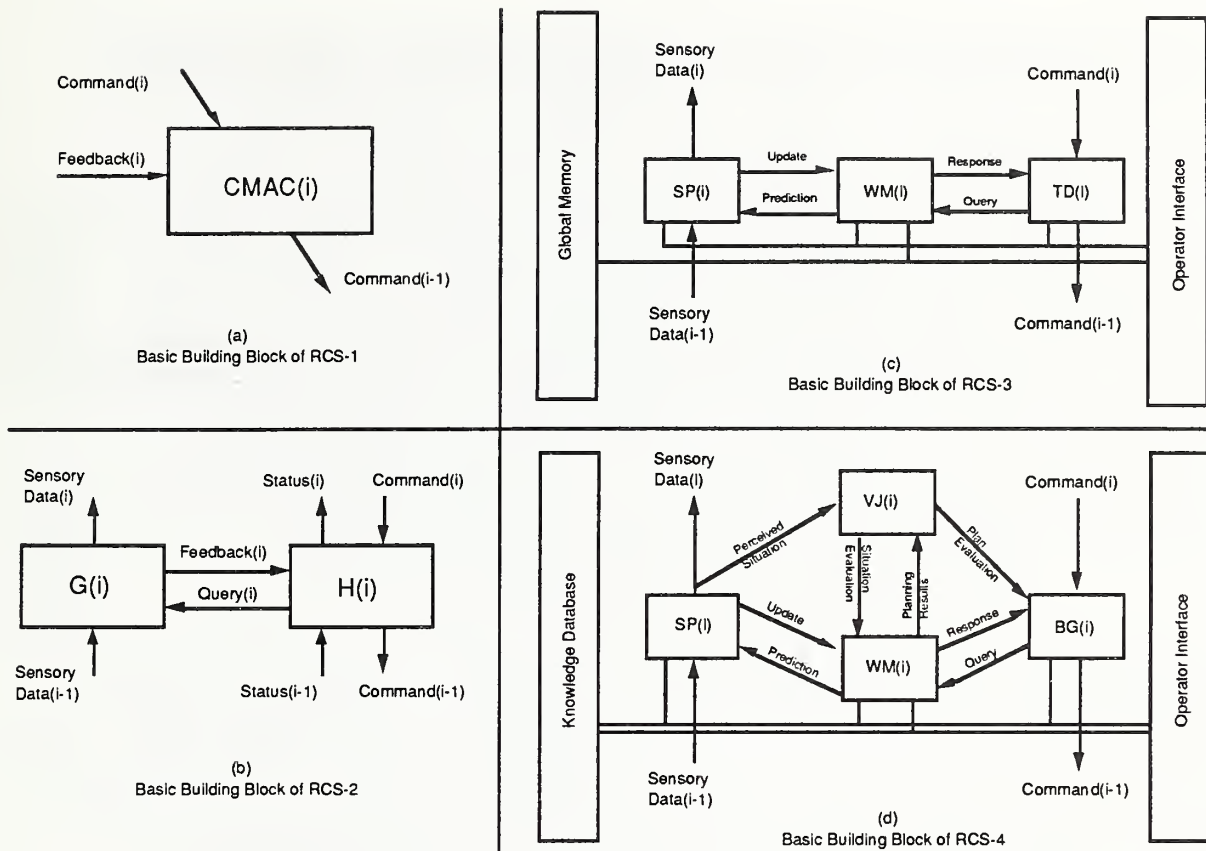 Command(i)
Feedback(i)
CMAC(i)
Command(i-1)
(a)
Basic Building Block of RCS-1
Global Memory
Sensory
Data(i)
Command(i)
Update
Response
SP(i)
WM(i)
TD(i)
Prediction
Query
Sensory
Data(i-1)
Command(i-1)
(c)
Basic Building Block of RCS-3
Operator Interface
Sensory
Data(i)
Status(i)
Command(i)
Feedback(i)
G(i)
H(i)
Query(i)
Sensory
Data(i-1)
Status(i-1)
Command(i-1)
(b)
Basic Building Block of RCS-2
Knowledge Database
Sensory
Data(i)
VJ(i)
Command(i)
Perceived
Situation
Situation
Evaluation
Planning
Results
Plan
Evaluation
SP(i)
Update
Response
BG(i)
Prediction
WM(i)
Query
Sensory
Data(i-1)
Command(i-1)
(d)
Basic Building Block of RCS-4
Operator Interface